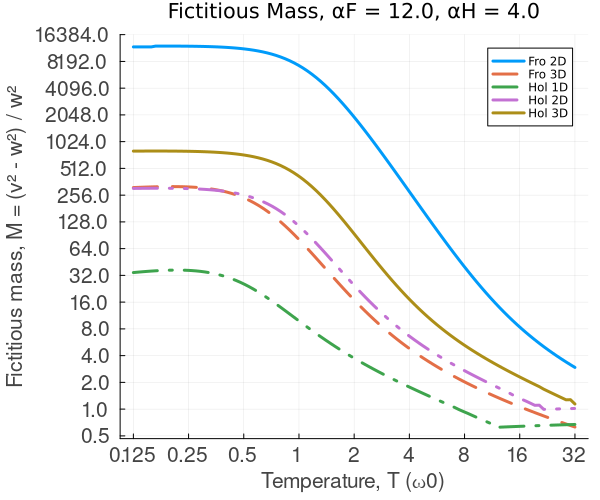 Fictitious Mass, αF = 12.0, αH = 4.0
Fictitious mass, M = (v² - w²) / w²
16384.0
8192.0
4096.0
2048.0
1024.0
512.0
256.0
128.0
64.0
32.0
16.0
8.0
4.0
2.0
1.0
0.5
Fro 2D
Fro 3D
Hol 1D
Hol 2D
Hol 3D
0.125 0.25 0.5 1 2 4 8 16 32
Temperature, T (ω0)